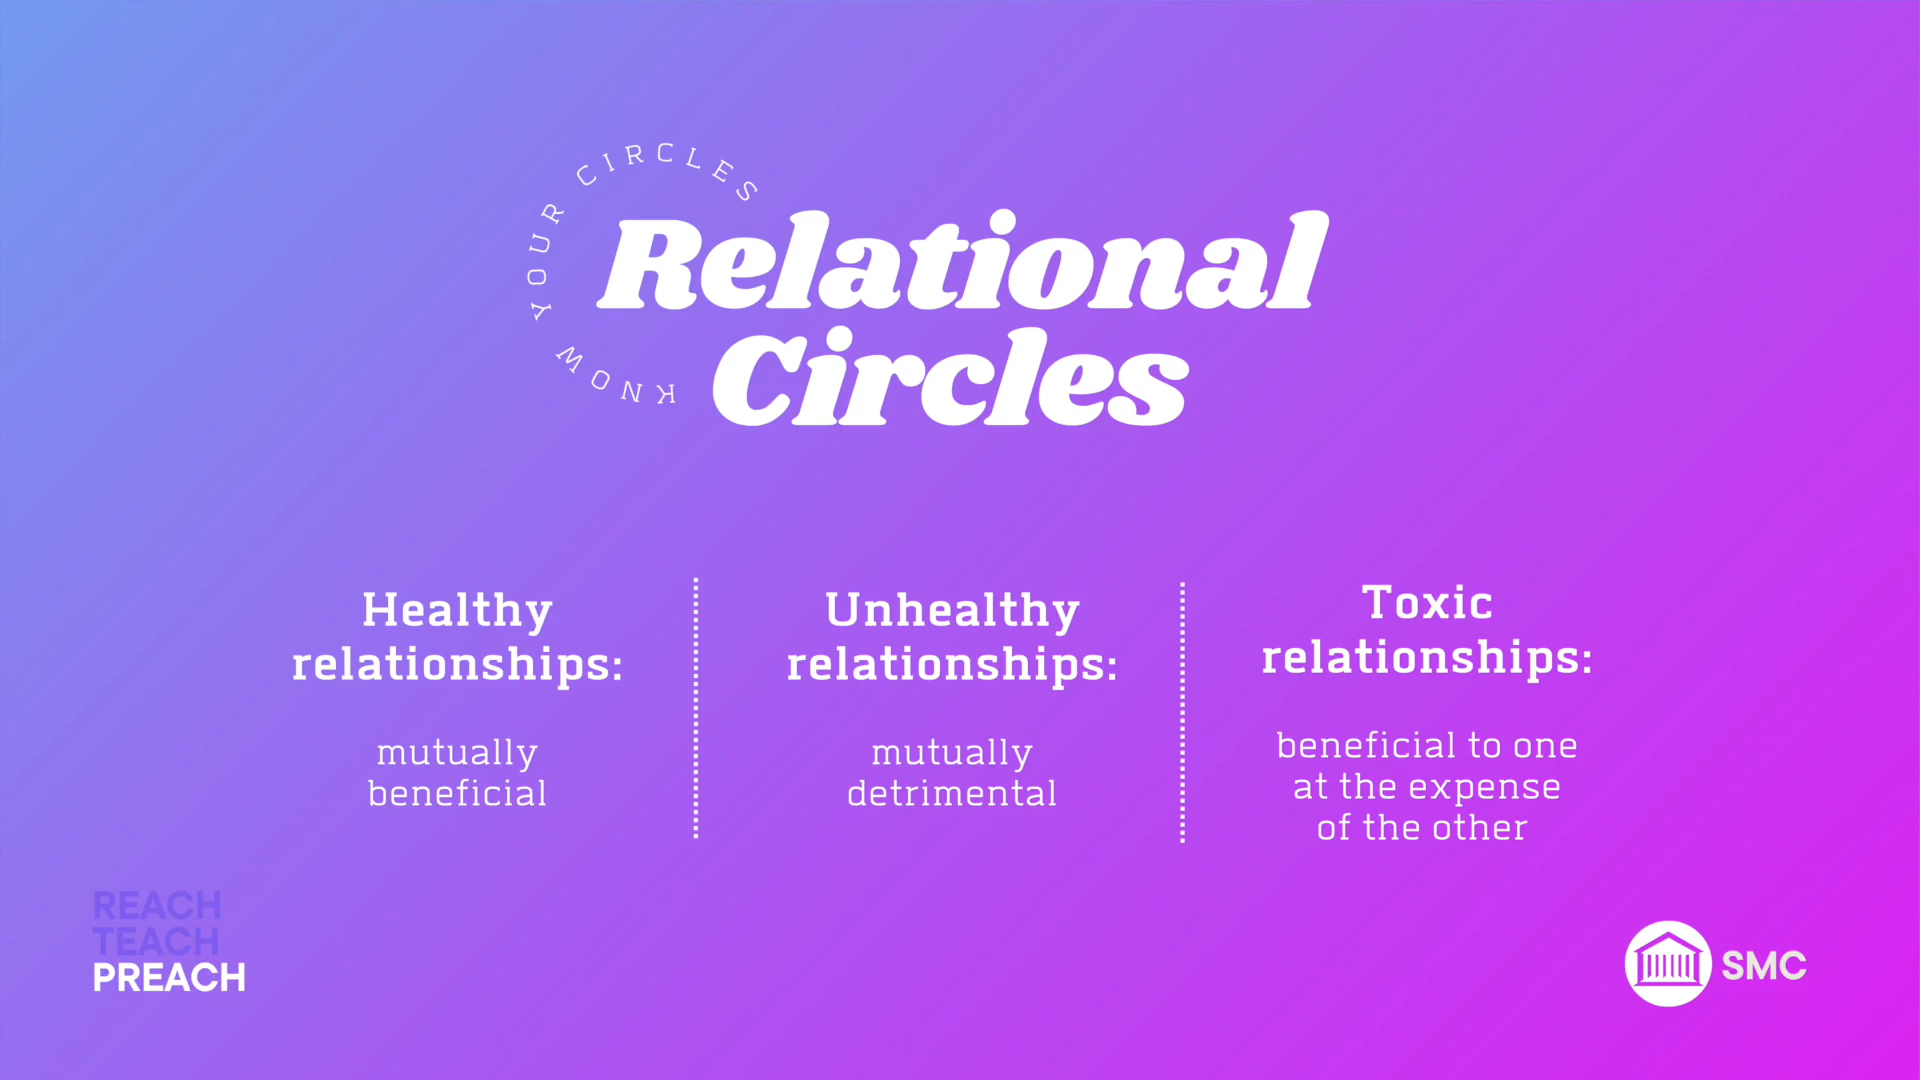 KNOW YOUR CIRCLES
Relational
Circles
Healthy
relationships:
mutually
beneficial
Unhealthy
relationships:
mutually
detrimental
Toxic
relationships:
beneficial to one
at the expense
of the other
REACH
TEACH
PREACH
SMC